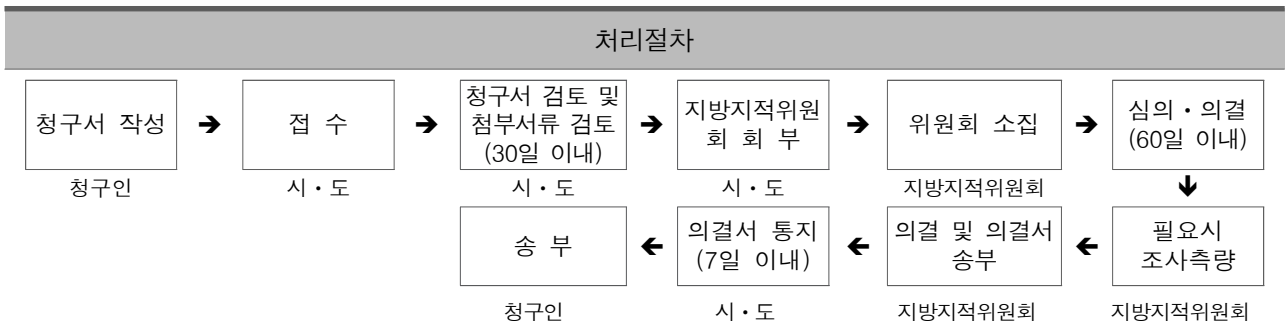 처리절차
청구서 작성
➔
접 수
➔
청구서 검토 및
첨부서류 검토
(30일 이내)
➔
지방지적위원
회 회 부
➔
위원회 소집
➔
심의・의결
(60일 이내)
청구인
시・도
시・도
시・도
지방지적위원회
송 부
의결서 통지
(7일 이내)
의결 및 의결서
송부
필요시
조사측량
청구인
시・도
지방지적위원회
지방지적위원회